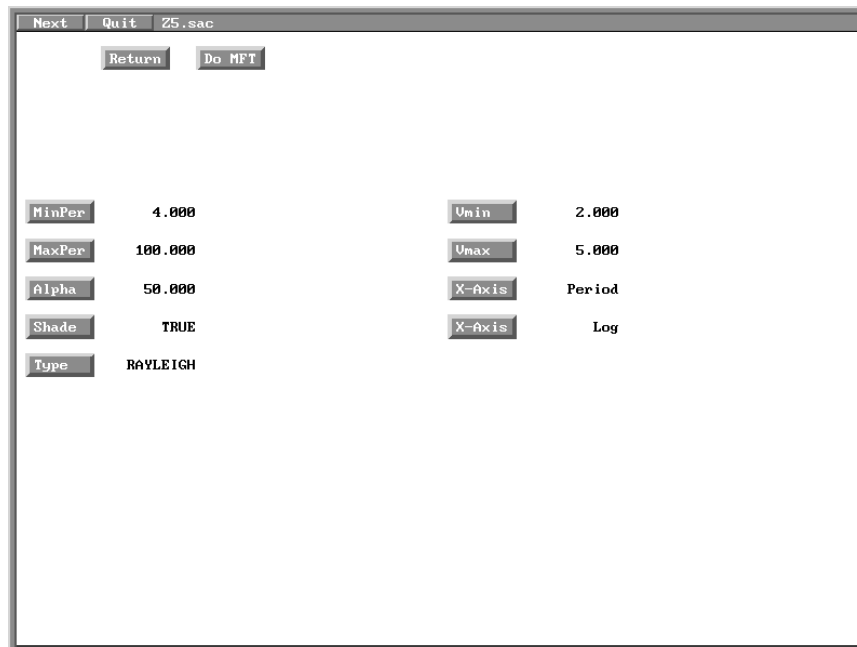 Next Quit Z5.sac
Return Do MFT
MinPer 4.000 Vmin 2.000
MaxPer 100.000 Vmax 5.000
Alpha 50.000 X-Axis Period
Shade TRUE X-Axis Log
Type RAYLEIGH